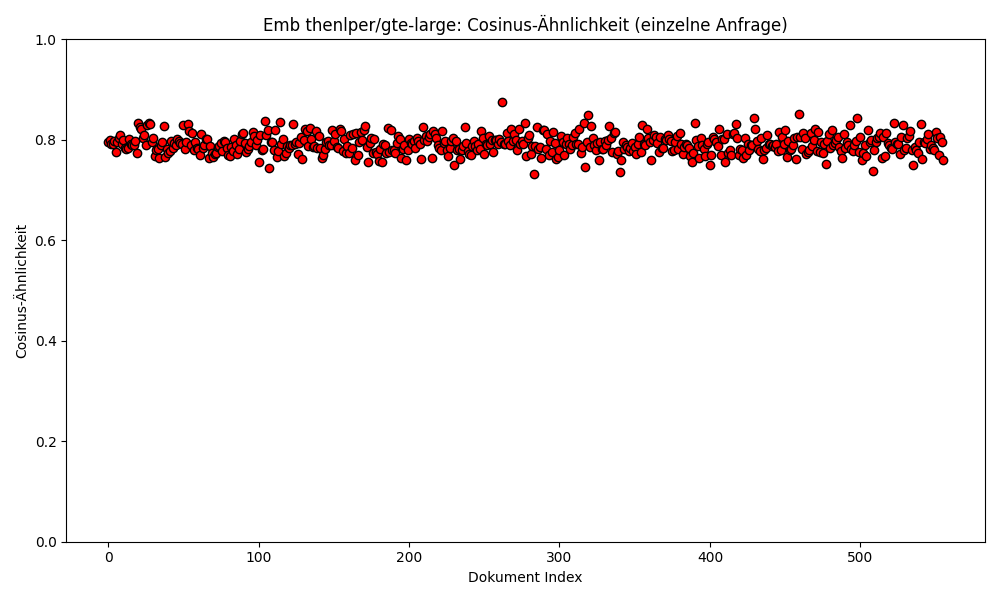 Emb thenlper/gte-large: Cosinus-Ähnlichkeit (einzelne Anfrage)
1.0
0.8
0.6
0.4
0.2
0.0
Cosinus-Ähnlichkeit
0 100 200 300 400 500
Dokument Index